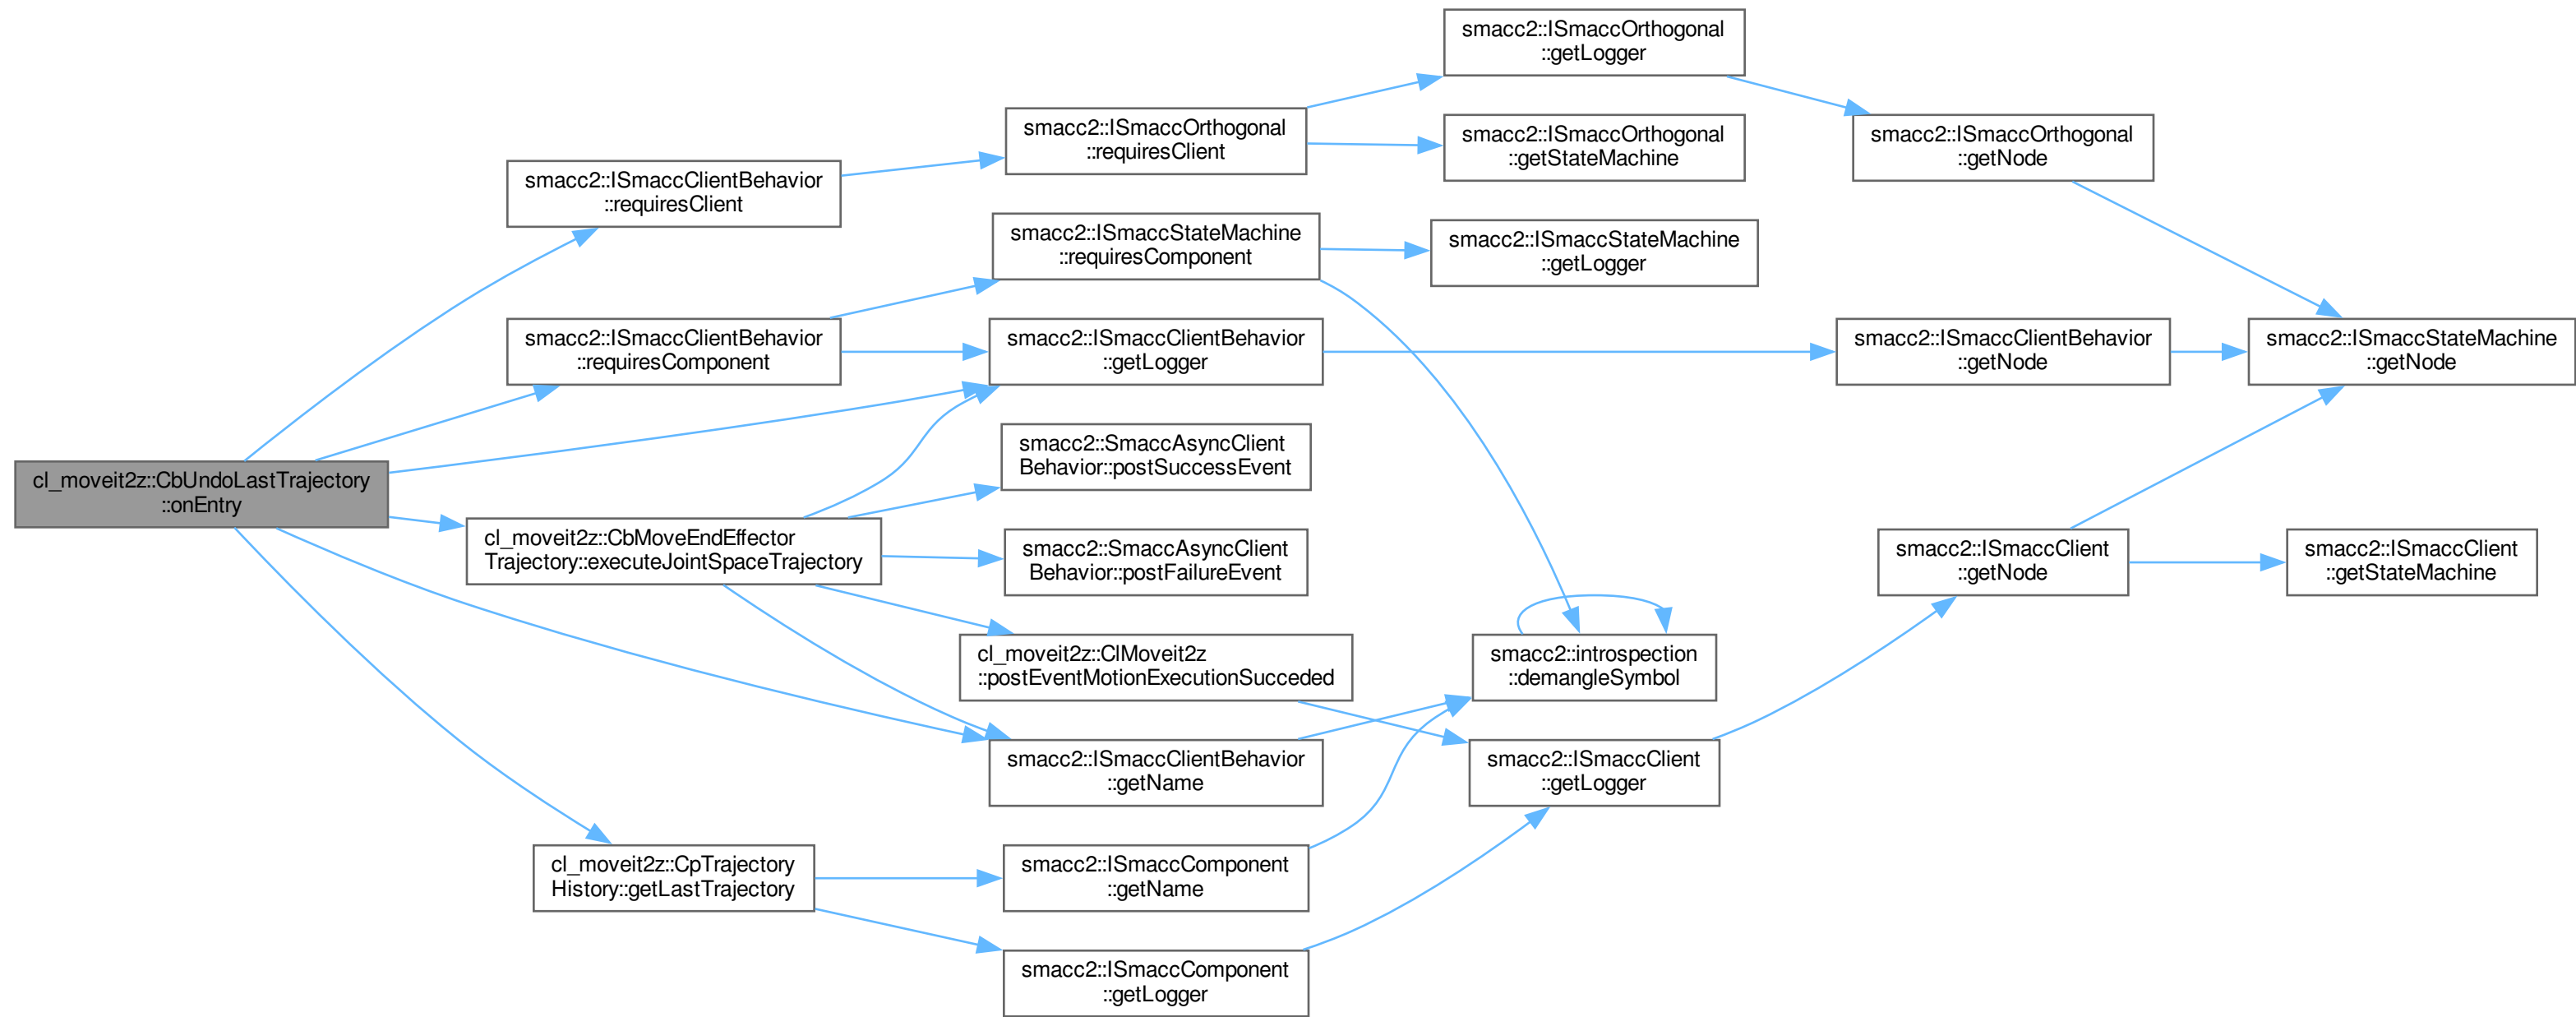 cl_moveit2z::CbUndoLastTrajectory
::onEntry
smacc2::ISmaccClientBehavior
::requiresClient
smacc2::ISmaccOrthogonal
::requiresClient
smacc2::ISmaccOrthogonal
::getLogger
smacc2::ISmaccOrthogonal
::getNode
smacc2::ISmaccStateMachine
::getNode
smacc2::ISmaccOrthogonal
::getStateMachine
smacc2::ISmaccClientBehavior
::requiresComponent
smacc2::ISmaccStateMachine
::requiresComponent
smacc2::ISmaccStateMachine
::getLogger
smacc2::introspection
::demangleSymbol
smacc2::ISmaccClientBehavior
::getLogger
smacc2::ISmaccClientBehavior
::getNode
cl_moveit2z::CbMoveEndEffector
Trajectory::executeJointSpaceTrajectory
smacc2::SmaccAsyncClient
Behavior::postSuccessEvent
smacc2::SmaccAsyncClient
Behavior::postFailureEvent
cl_moveit2z::ClMoveit2z
::postEventMotionExecutionSucceded
smacc2::ISmaccClient
::getLogger
smacc2::ISmaccClient
::getNode
smacc2::ISmaccClient
::getStateMachine
smacc2::ISmaccClientBehavior
::getName
cl_moveit2z::CpTrajectory
History::getLastTrajectory
smacc2::ISmaccComponent
::getName
smacc2::ISmaccComponent
::getLogger